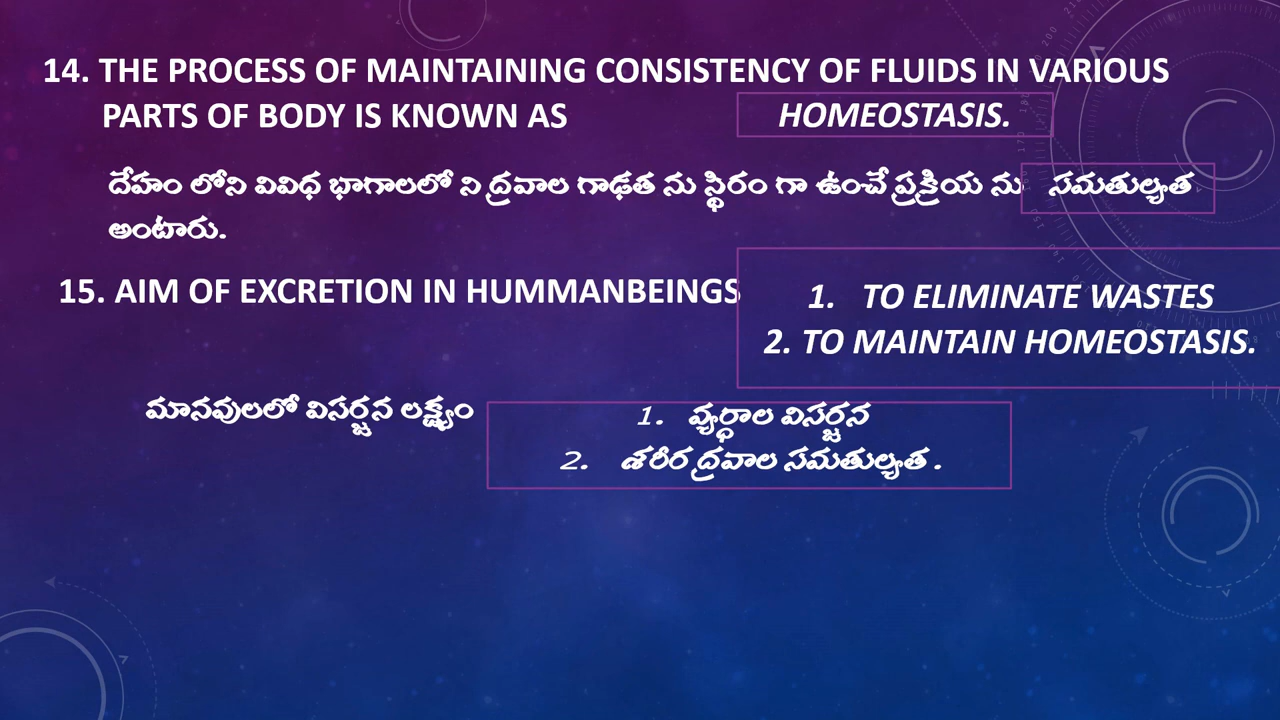 14. THE PROCESS OF MAINTAINING CONSISTENCY OF FLUIDS IN VARIOUS
PARTS OF BODY IS KNOWN AS HOMEOSTASIS.
దేహం లోని వివిధ భాగాలలో ని ద్రవాల గాఢత ను స్థిరం గా ఉంచే ప్రక్రియ ను సమతుల్యత
అంటారు.
15. AIM OF EXCRETION IN HUMMANBEINGS
1. TO ELIMINATE WASTES
2. TO MAINTAIN HOMEOSTASIS.
మానవులలో విసర్జన లక్ష్యం
1. వ్యర్ధాల విసర్జన
2. శరీర ద్రవాల సమతుల్యత .